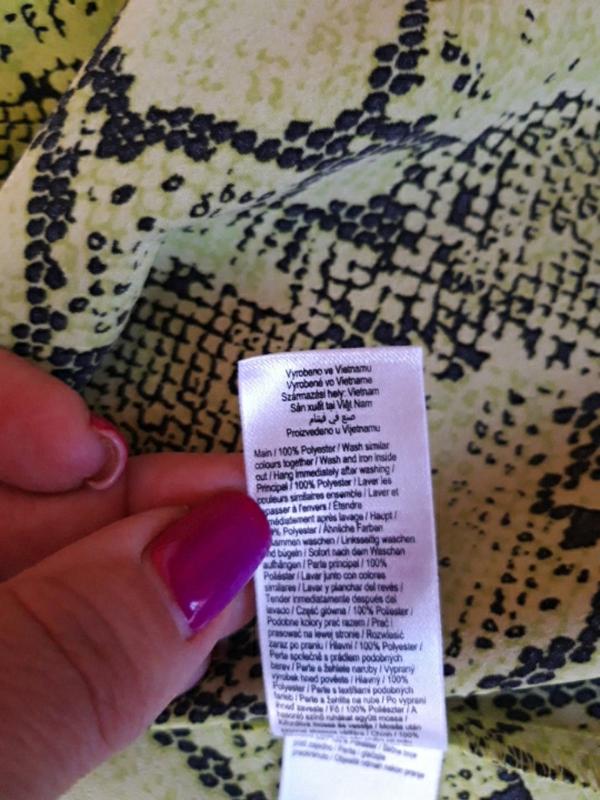 Vyrobeno ve Vietnamu
Vyrobené vo Vietname
Származási hely: Vietnam
Sản xuất tại Việt Nam
صنع في فيتنام
Proizvedeno u Vijetnamu
Main / 100% Polyester / Wash similar
colours together / Wash and iron inside
out / Hang immediately after washing /
Principal / 100% Polyester / Laver les
couleurs similaires ensemble / Laver et
repasser à l'envers / Étendre
immédiatement après lavage / Haupt /
Polyester / Ähnliche Farben
waschen / Linksseitig waschen
und bügeln / Sofort nach dem Waschen
aufhängen / Parte principal / 100%
Poliéster / Lavar junto con colores
similares / Lavar y planchar del revés /
Tender inmediatamente después del
lavado / Część główna / 100% Poliester /
Podobne kolory prać razem / Prać i
prasować na lewej stronie / Rozwiesić
zaraz po praniu / Hlavní / 100% Polyester /
Perte společně s prádlem podobných
barev / Perte a žehlete naruby / Vypraný
výrobek hned pověste / Hlavný / 100%
Polyester / Perte s textíliami podobných
farieb / Perte a žehlite na rube / Po vypraní
ihneď zaveste / Fő / 100% Poliészter / A
hasonló színű ruhákat együtt mossa /